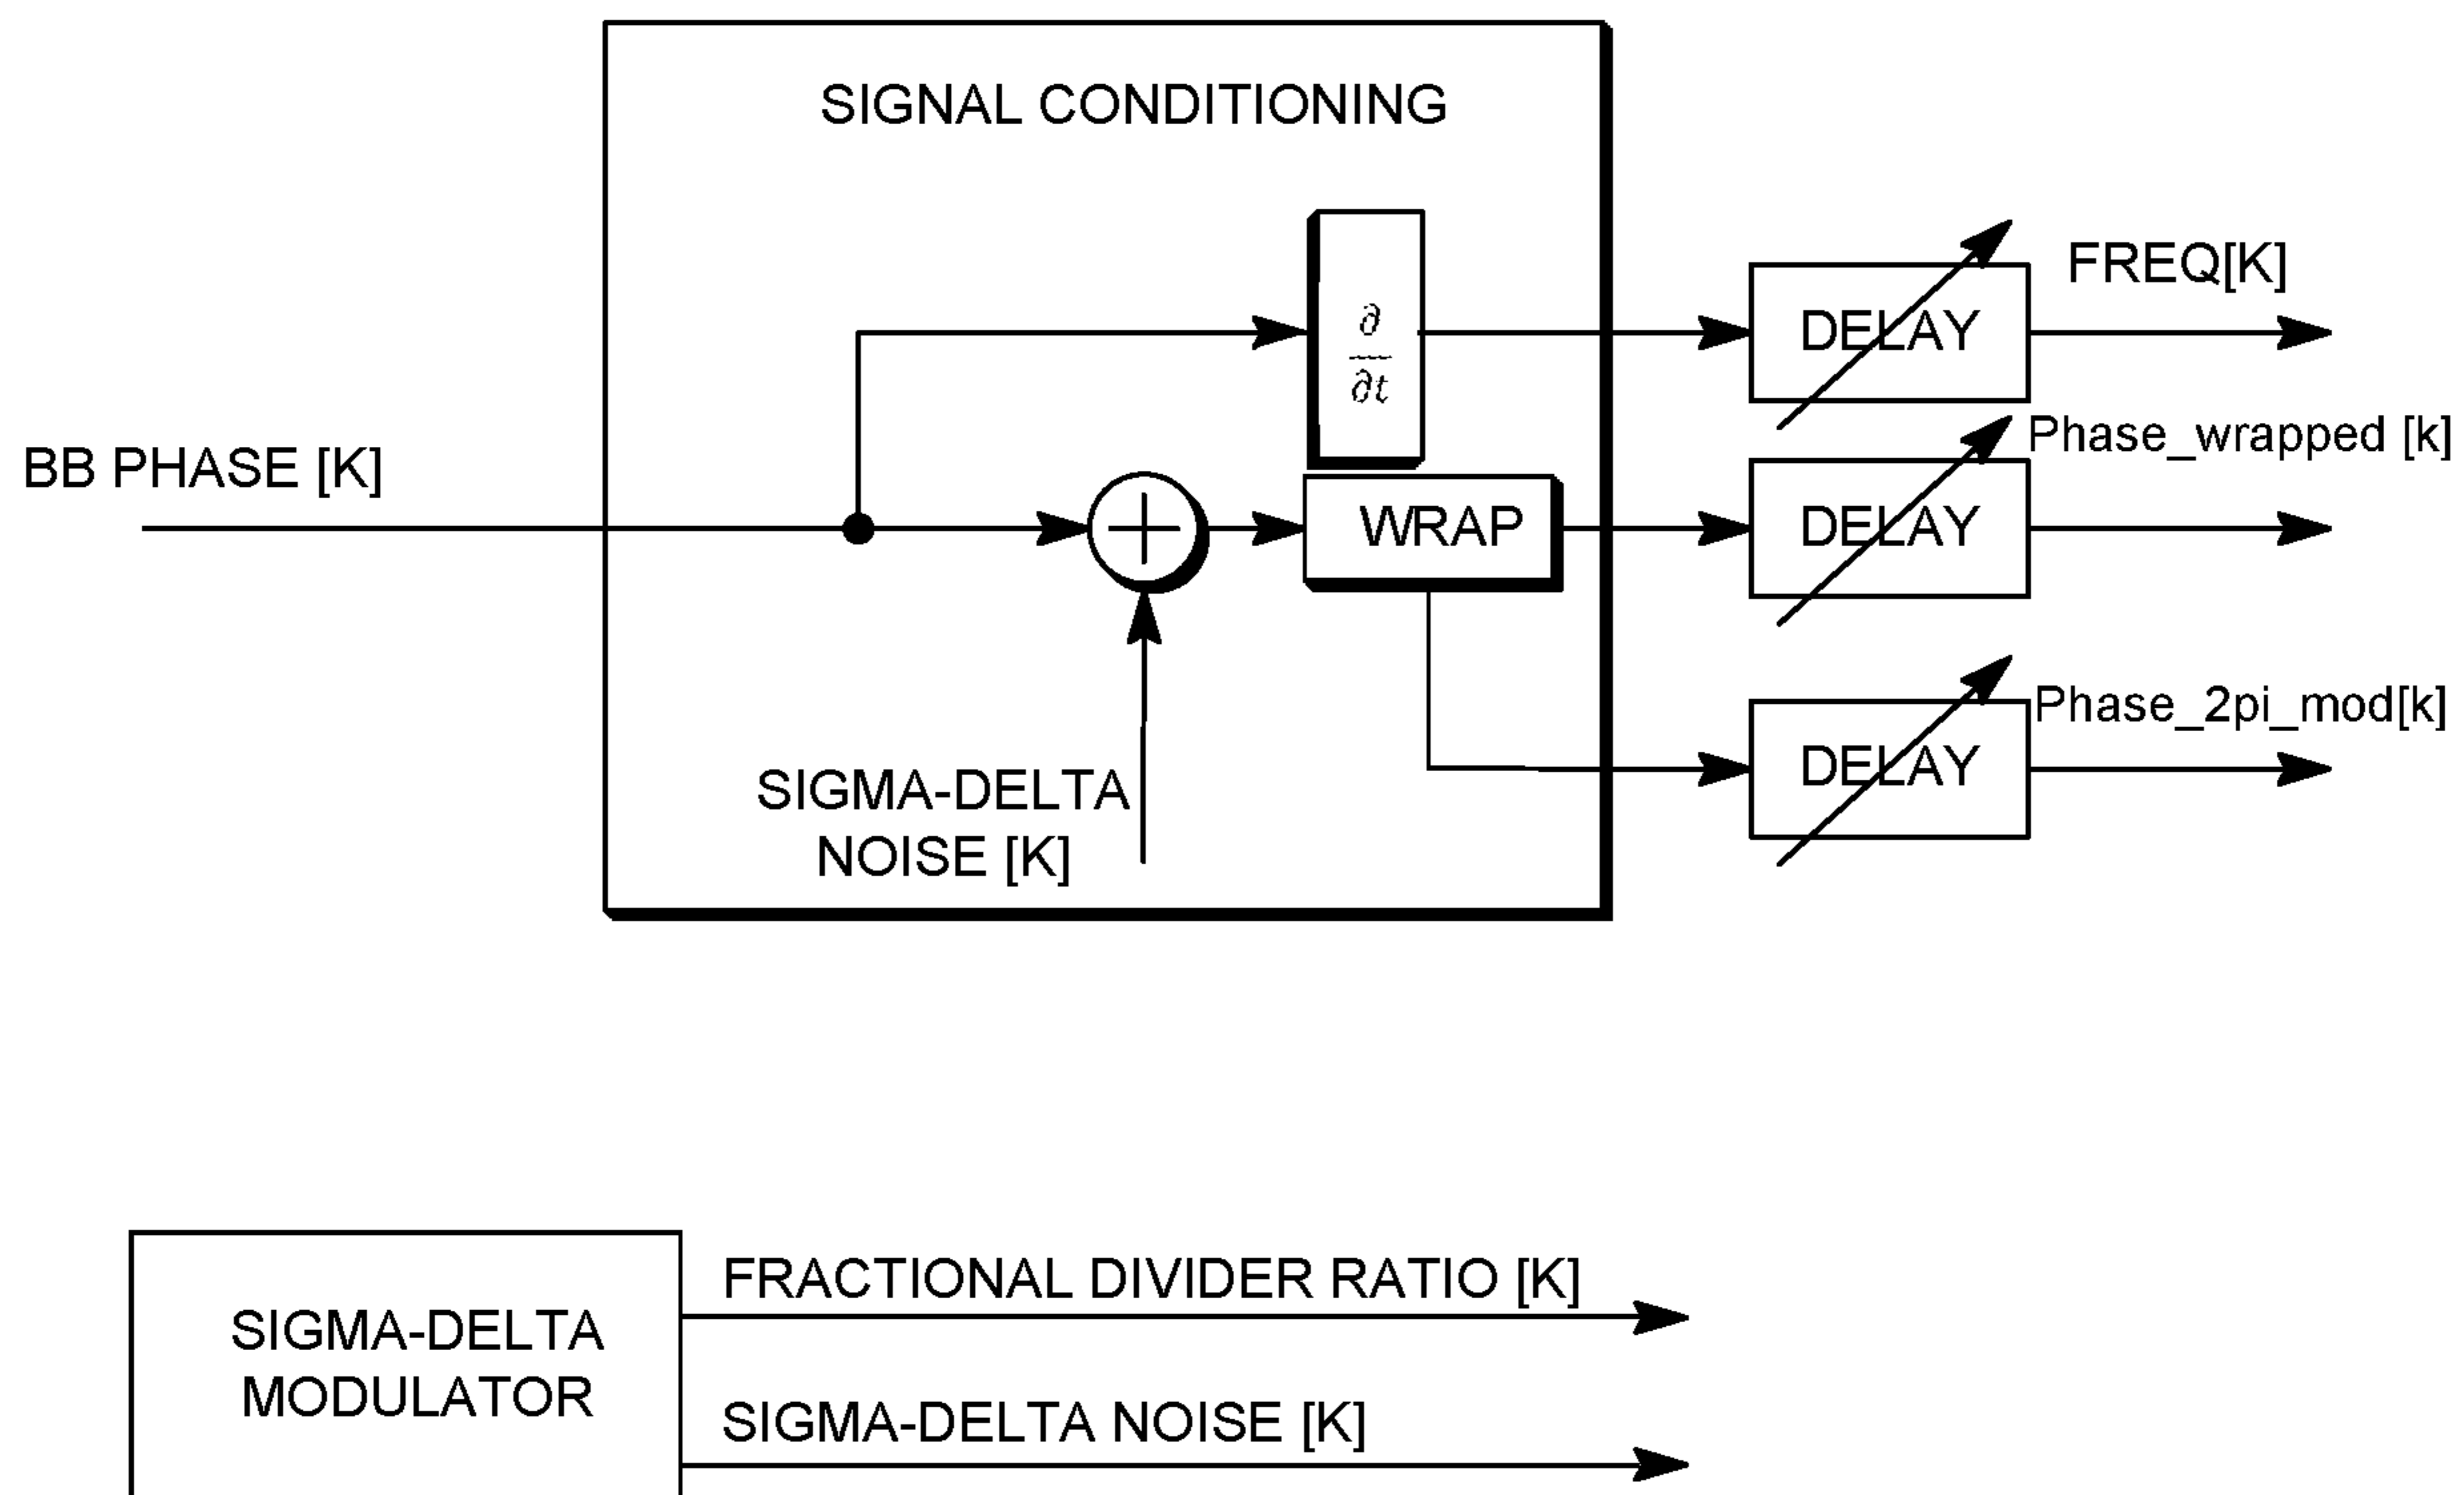 SIGNAL CONDITIONING
∂
∂t
DELAY
FREQ[K]
BB PHASE [K]
WRAP
DELAY
Phase_wrapped [k]
SIGMA-DELTA
NOISE [K]
DELAY
Phase_2pi_mod[k]
SIGMA-DELTA
MODULATOR
FRACTIONAL DIVIDER RATIO [K]
SIGMA-DELTA NOISE [K]